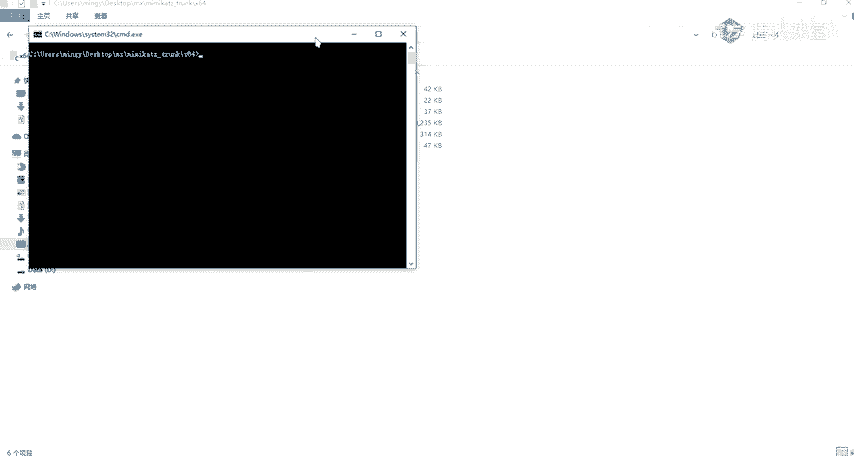 C:\Users\mingy\Desktop\mz\mimikatz_trunk\x64
主页 共享 查看
C:\Windows\system32\cmd.exe
C:\Users\mingy\Desktop\mz\mimikatz_trunk\x64>
42 KB
22 KB
37 KB
,235 KB
314 KB
47 KB
Data (D:)
网络
6 个项目